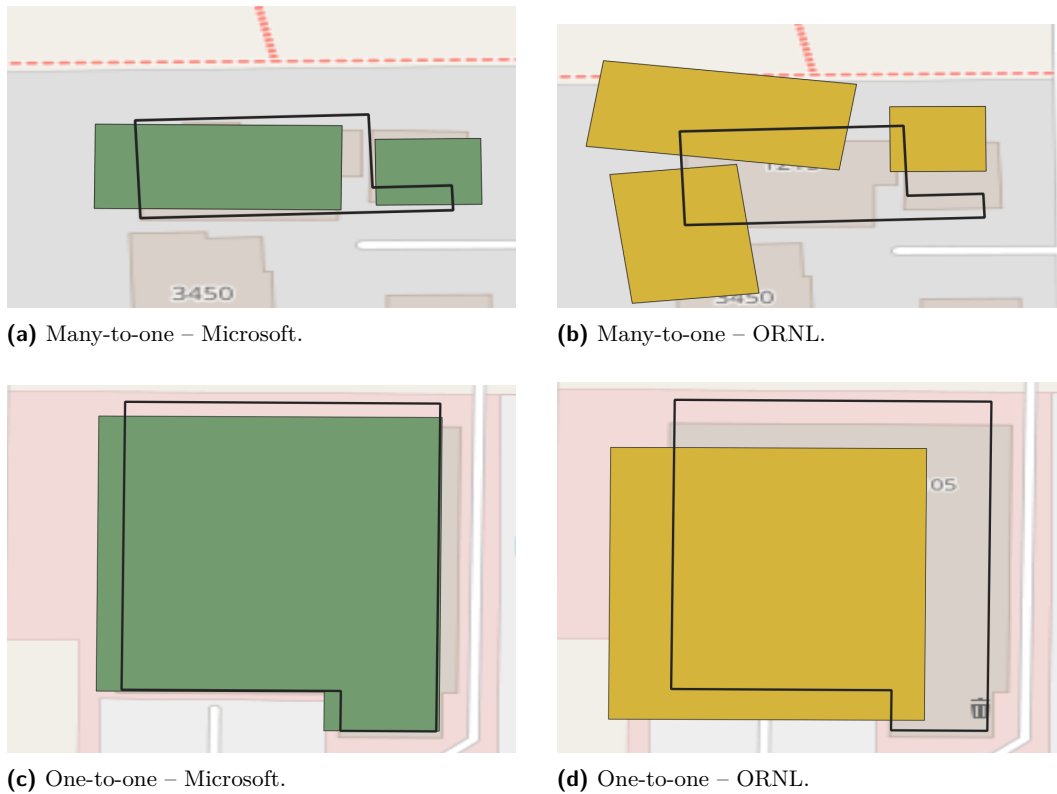 3450
3450
(a) Many-to-one – Microsoft.
(b) Many-to-one – ORNL.
05
(c) One-to-one – Microsoft.
(d) One-to-one – ORNL.